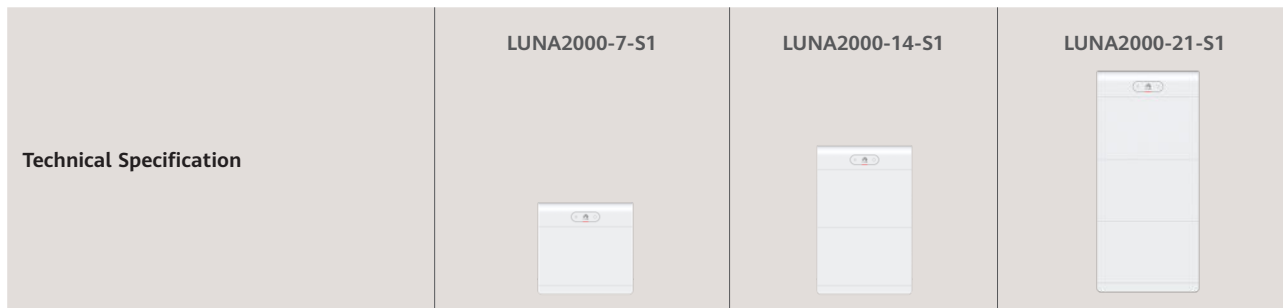 LUNA2000-7-S1
LUNA2000-14-S1
LUNA2000-21-S1
Technical Specification